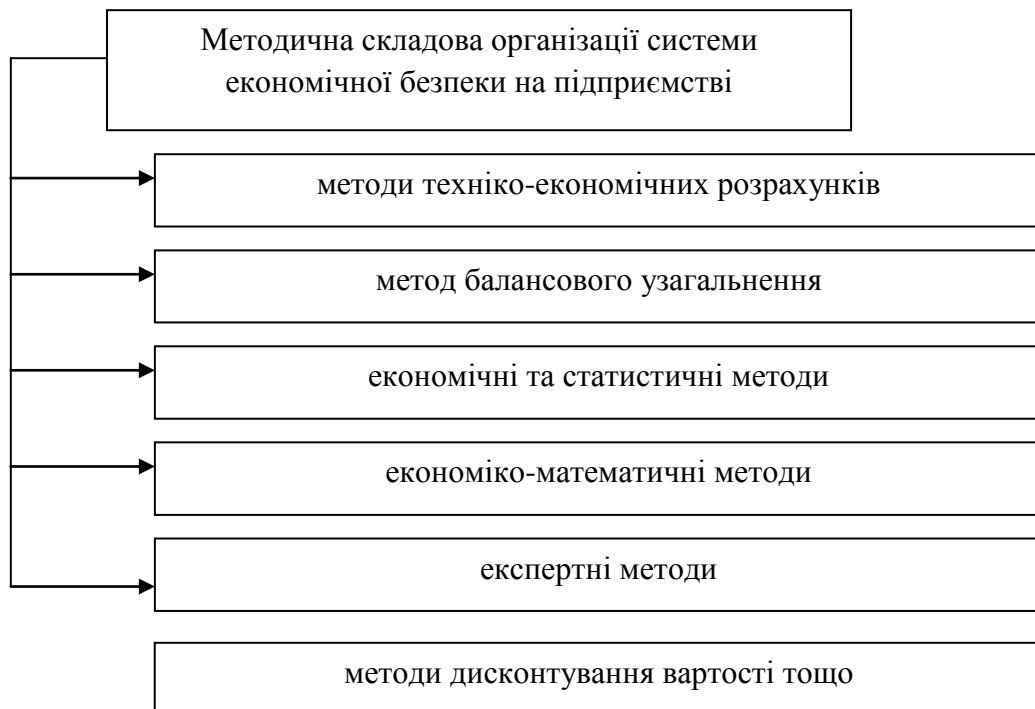 Методична складова організації системи
економічної безпеки на підприємстві
методи техніко-економічних розрахунків
метод балансового узагальнення
економічні та статистичні методи
економіко-математичні методи
експертні методи
методи дисконтування вартості тощо